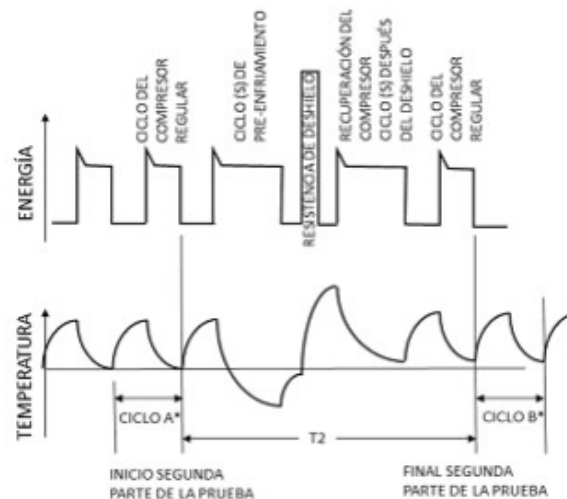 ENERGÍA
CICLO DEL
COMPRESOR
REGULAR
CICLO (S) DE
PRE-ENFRIAMIENTO
RESISTENCIA DE DESHIELO
RECUPERACIÓN DEL
COMPRESOR
CICLO (S) DESPUÉS
DEL DESHIELO
CICLO DEL
COMPRESOR
REGULAR
TEMPERATURA
CICLO A*
T2
CICLO B*
INICIO SEGUNDA
PARTE DE LA PRUEBA
FINAL SEGUNDA
PARTE DE LA PRUEBA